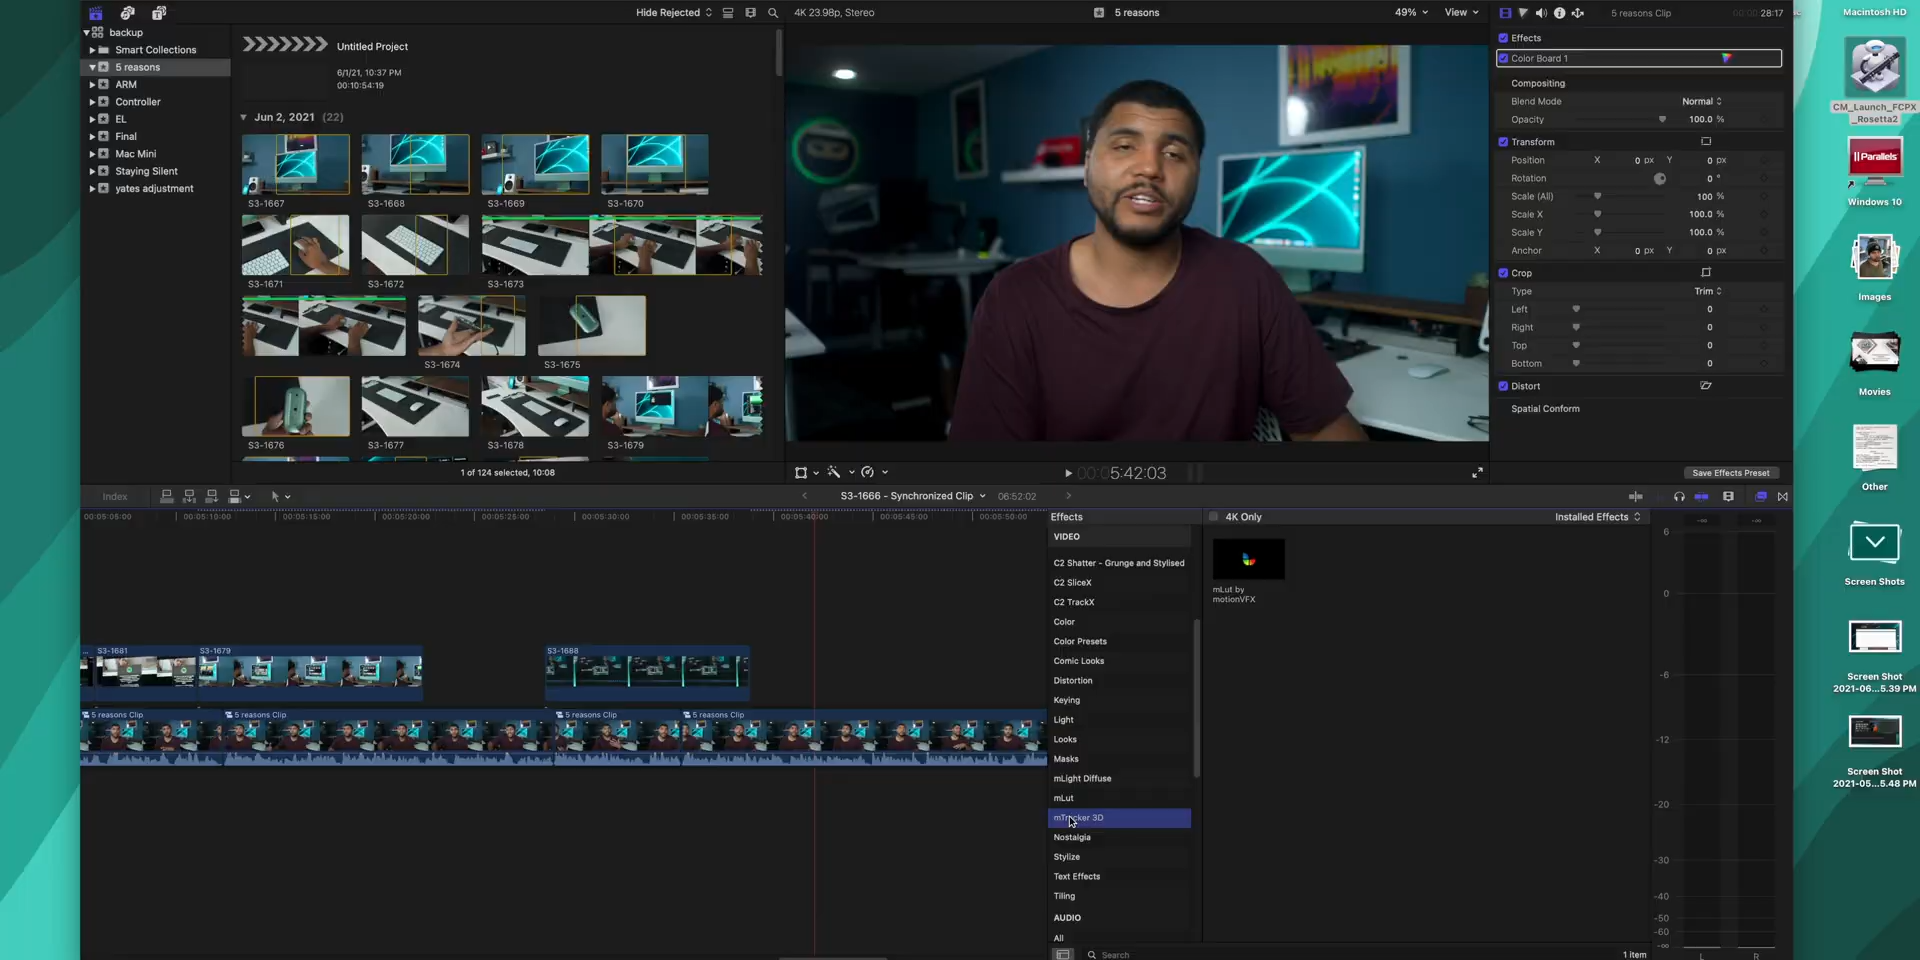 Hide Rejected
4K 23.98p, Stereo
5 reasons
49%
View
5 reasons Clip
28:17
Macintosh HD
backup
Smart Collections
5 reasons
ARM
Controller
EL
Final
Mac Mini
Staying Silent
yates adjustment
Untitled Project
6/1/21, 10:37 PM
00:10:54:19
Jun 2, 2021 (22)
S3-1667
S3-1668
S3-1669
S3-1670
S3-1671
S3-1672
S3-1673
S3-1674
S3-1675
S3-1676
S3-1677
S3-1678
S3-1679
1 of 124 selected, 10:08
5:42:03
Effects
Color Board 1
Compositing
Blend Mode
Normal
Opacity
100.0 %
Transform
Position X 0 px Y 0 px
Rotation 0 °
Scale (All) 100 %
Scale X 100.0 %
Scale Y 100.0 %
Anchor X 0 px Y 0 px
Crop
Type Trim
Left 0
Right 0
Top 0
Bottom 0
Distort
Spatial Conform
Save Effects Preset
CM_Launch_FCPX
_Rosetta2
Parallels
Windows 10
Images
Movies
Other
Screen Shots
Screen Shot
2021-06...5.39 PM
Screen Shot
2021-05...5.48 PM
Index
S3-1666 - Synchronized Clip
06:52:02
00:05:05:00
00:05:10:00
00:05:15:00
00:05:20:00
00:05:25:00
00:05:30:00
00:05:35:00
00:05:40:00
00:05:45:00
00:05:50:00
S3-1681
S3-1679
S3-1688
5 reasons Clip
5 reasons Clip
5 reasons Clip
5 reasons Clip
Effects
4K Only
Installed Effects
VIDEO
C2 Shatter - Grunge and Stylised
C2 SliceX
C2 TrackX
Color
Color Presets
Comic Looks
Distortion
Keying
Light
Looks
Masks
mLight Diffuse
mLut
mTracker 3D
Nostalgia
Stylize
Text Effects
Tiling
AUDIO
All
mLut by
motionVFX
Search
1 item
6
0
-6
-12
-20
-30
-40
-50
-60
-∞
L
R